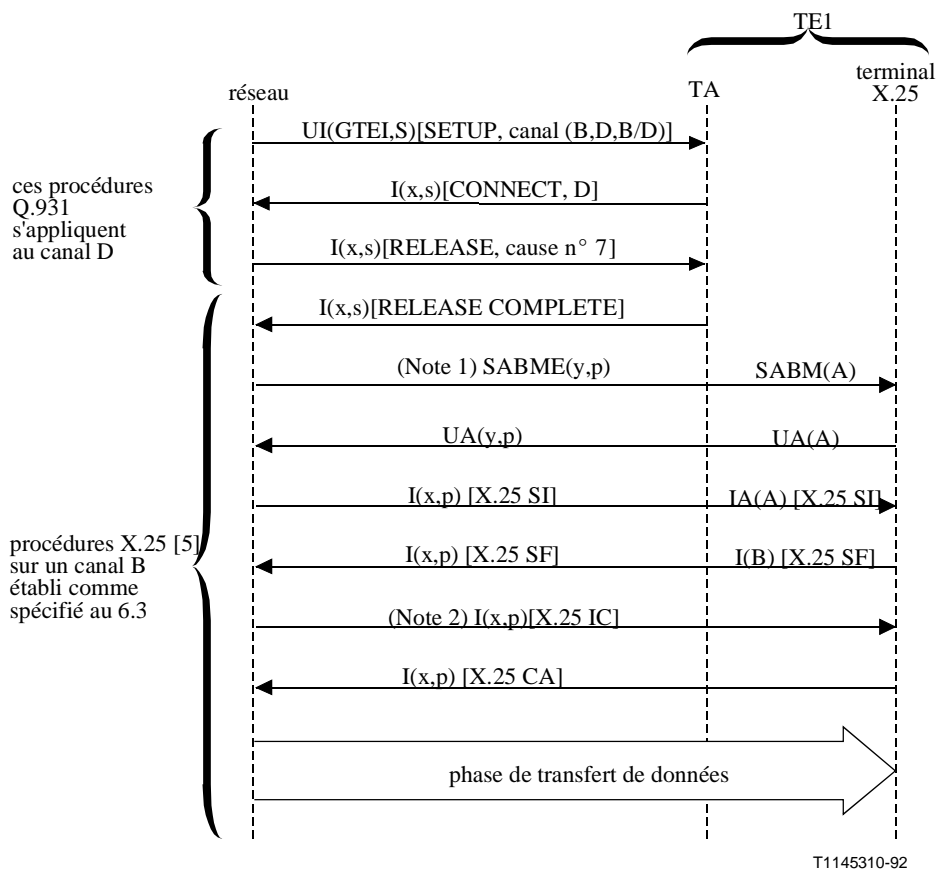 TE1
réseau
TA
terminal
X.25
UI(GTEI,S)[SETUP, canal (B,D,B/D)]
ces procédures
Q.931
s'appliquent
au canal D
I(x,s)[CONNECT, D]
I(x,s)[RELEASE, cause n° 7]
I(x,s)[RELEASE COMPLETE]
(Note 1) SABME(y,p)
SABM(A)
UA(y,p)
UA(A)
I(x,p) [X.25 SI]
IA(A) [X.25 SI]
procédures X.25 [5]
sur un canal B
établi comme
spécifié au 6.3
I(x,p) [X.25 SF]
I(B) [X.25 SF]
(Note 2) I(x,p)[X.25 IC]
I(x,p) [X.25 CA]
phase de transfert de données
T1145310-92